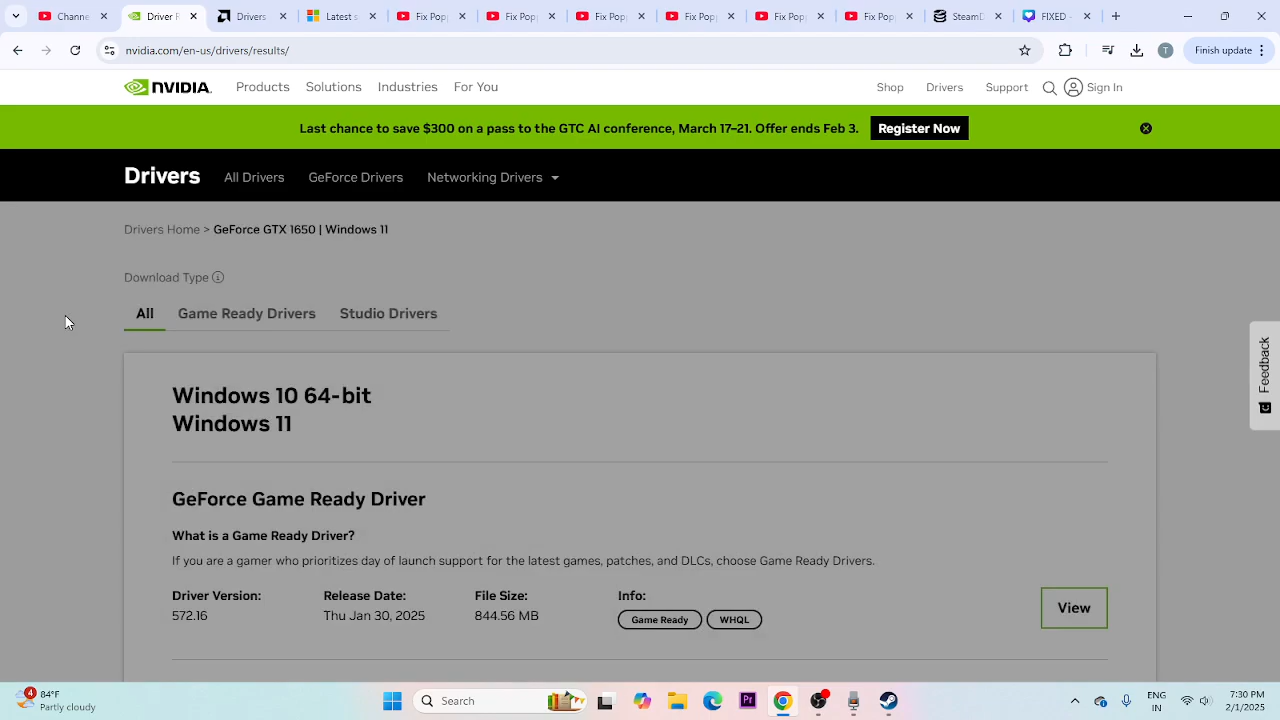 Fix Pop
Fix Pop
Fix Pop
Fix Pop
Fix Pop
Fix Pop
SteamD
FIXED
nvidia.com/en-us/drivers/results/
T
Finish update
NVIDIA.
Products
Solutions
Industries
For You
Shop
Drivers
Support
Sign In
Last chance to save $300 on a pass to the GTC AI conference, March 17–21. Offer ends Feb 3.
Register Now
Drivers
All Drivers
GeForce Drivers
Networking Drivers
Drivers Home > GeForce GTX 1650 | Windows 11
Download Type
All
Game Ready Drivers
Studio Drivers
Feedback
Windows 10 64-bit
Windows 11
GeForce Game Ready Driver
What is a Game Ready Driver?
If you are a gamer who prioritizes day of launch support for the latest games, patches, and DLCs, choose Game Ready Drivers.
Driver Version:
Release Date:
File Size:
Info:
572.16
Thu Jan 30, 2025
844.56 MB
Game Ready
WHQL
View
4
84°F
Partly cloudy
Search
Pr
ENG
IN
7:30 PM
2/1/2025